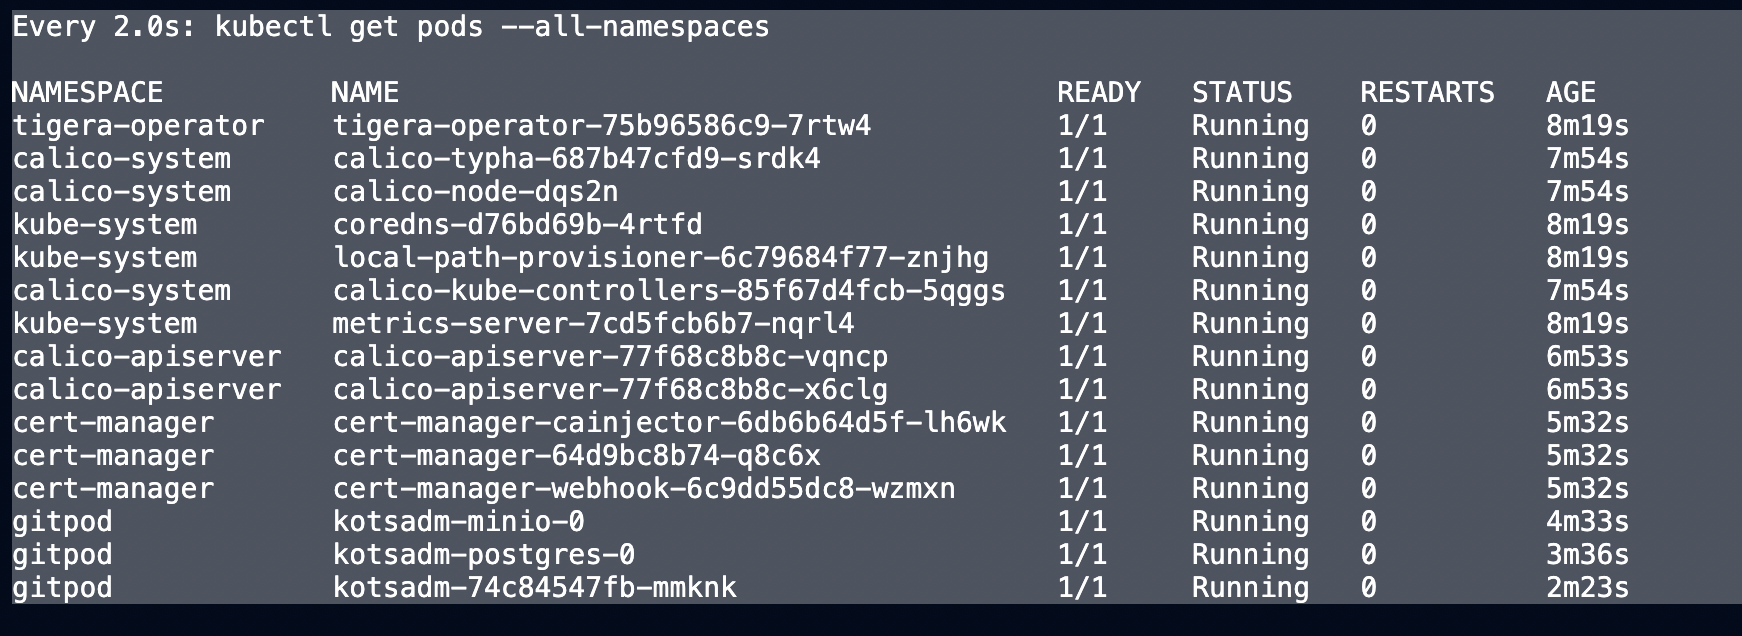 Every 2.0s: kubectl get pods --all-namespaces
NAMESPACE NAME READY STATUS RESTARTS AGE
tigera-operator tigera-operator-75b96586c9-7rtw4 1/1 Running 0 8m19s
calico-system calico-typha-687b47cfd9-srdk4 1/1 Running 0 7m54s
calico-system calico-node-dqs2n 1/1 Running 0 7m54s
kube-system coredns-d76bd69b-4rtfd 1/1 Running 0 8m19s
kube-system local-path-provisioner-6c79684f77-znjhg 1/1 Running 0 8m19s
calico-system calico-kube-controllers-85f67d4fcb-5qggs 1/1 Running 0 7m54s
kube-system metrics-server-7cd5fcb6b7-nqrl4 1/1 Running 0 8m19s
calico-apiserver calico-apiserver-77f68c8b8c-vqncp 1/1 Running 0 6m53s
calico-apiserver calico-apiserver-77f68c8b8c-x6clg 1/1 Running 0 6m53s
cert-manager cert-manager-cainjector-6db6b64d5f-lh6wk 1/1 Running 0 5m32s
cert-manager cert-manager-64d9bc8b74-q8c6x 1/1 Running 0 5m32s
cert-manager cert-manager-webhook-6c9dd55dc8-wzmxn 1/1 Running 0 5m32s
gitpod kotsadm-minio-0 1/1 Running 0 4m33s
gitpod kotsadm-postgres-0 1/1 Running 0 3m36s
gitpod kotsadm-74c84547fb-mmknk 1/1 Running 0 2m23s